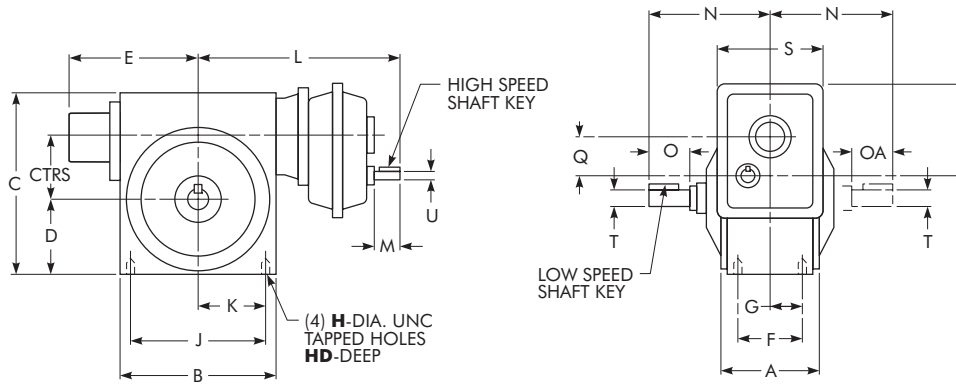 N
N
E
L
S
HIGH SPEED
SHAFT KEY
C
CTRS
D
Q
O
OA
U
M
T
T
K
J
B
(4) H-DIA. UNC
TAPPED HOLES
HD-DEEP
LOW SPEED
SHAFT KEY
G
F
A